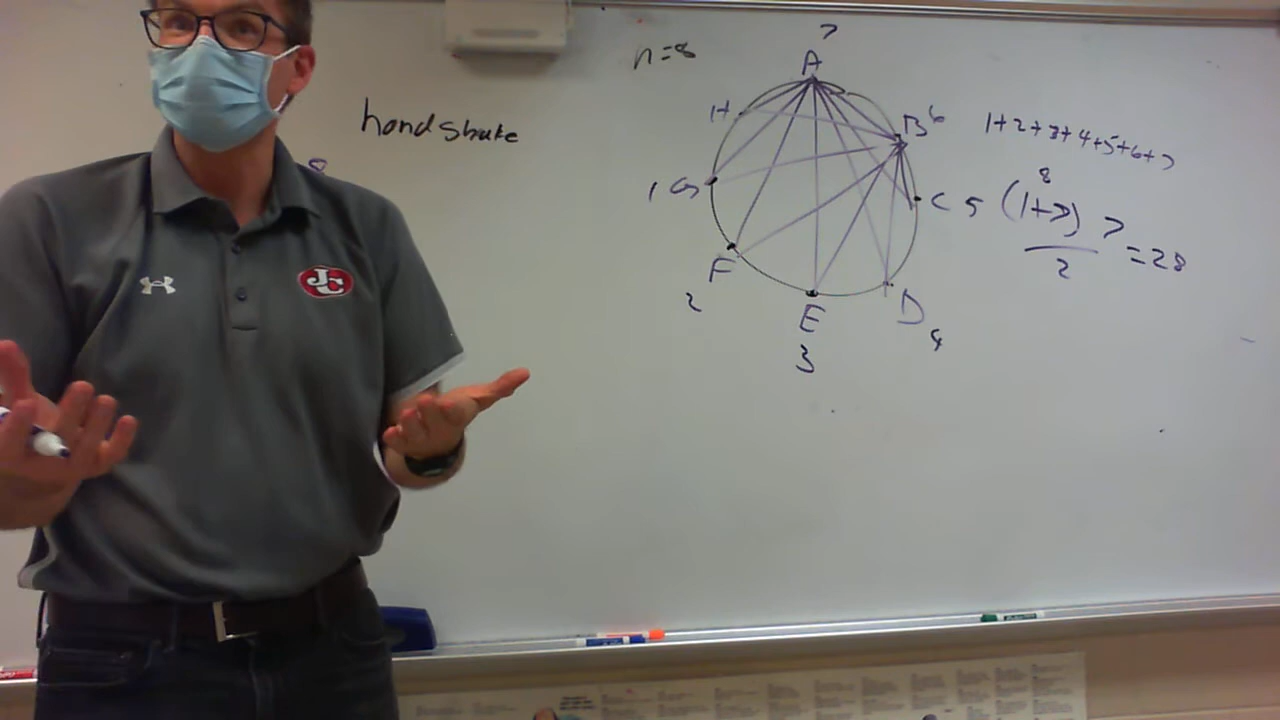 n=8
handshake
7
A
H
B 6
1 G
C 5
F
2
E
3
D
4
1+2+3+4+5+6+7
8
(1+7) 7
2
=28
JC